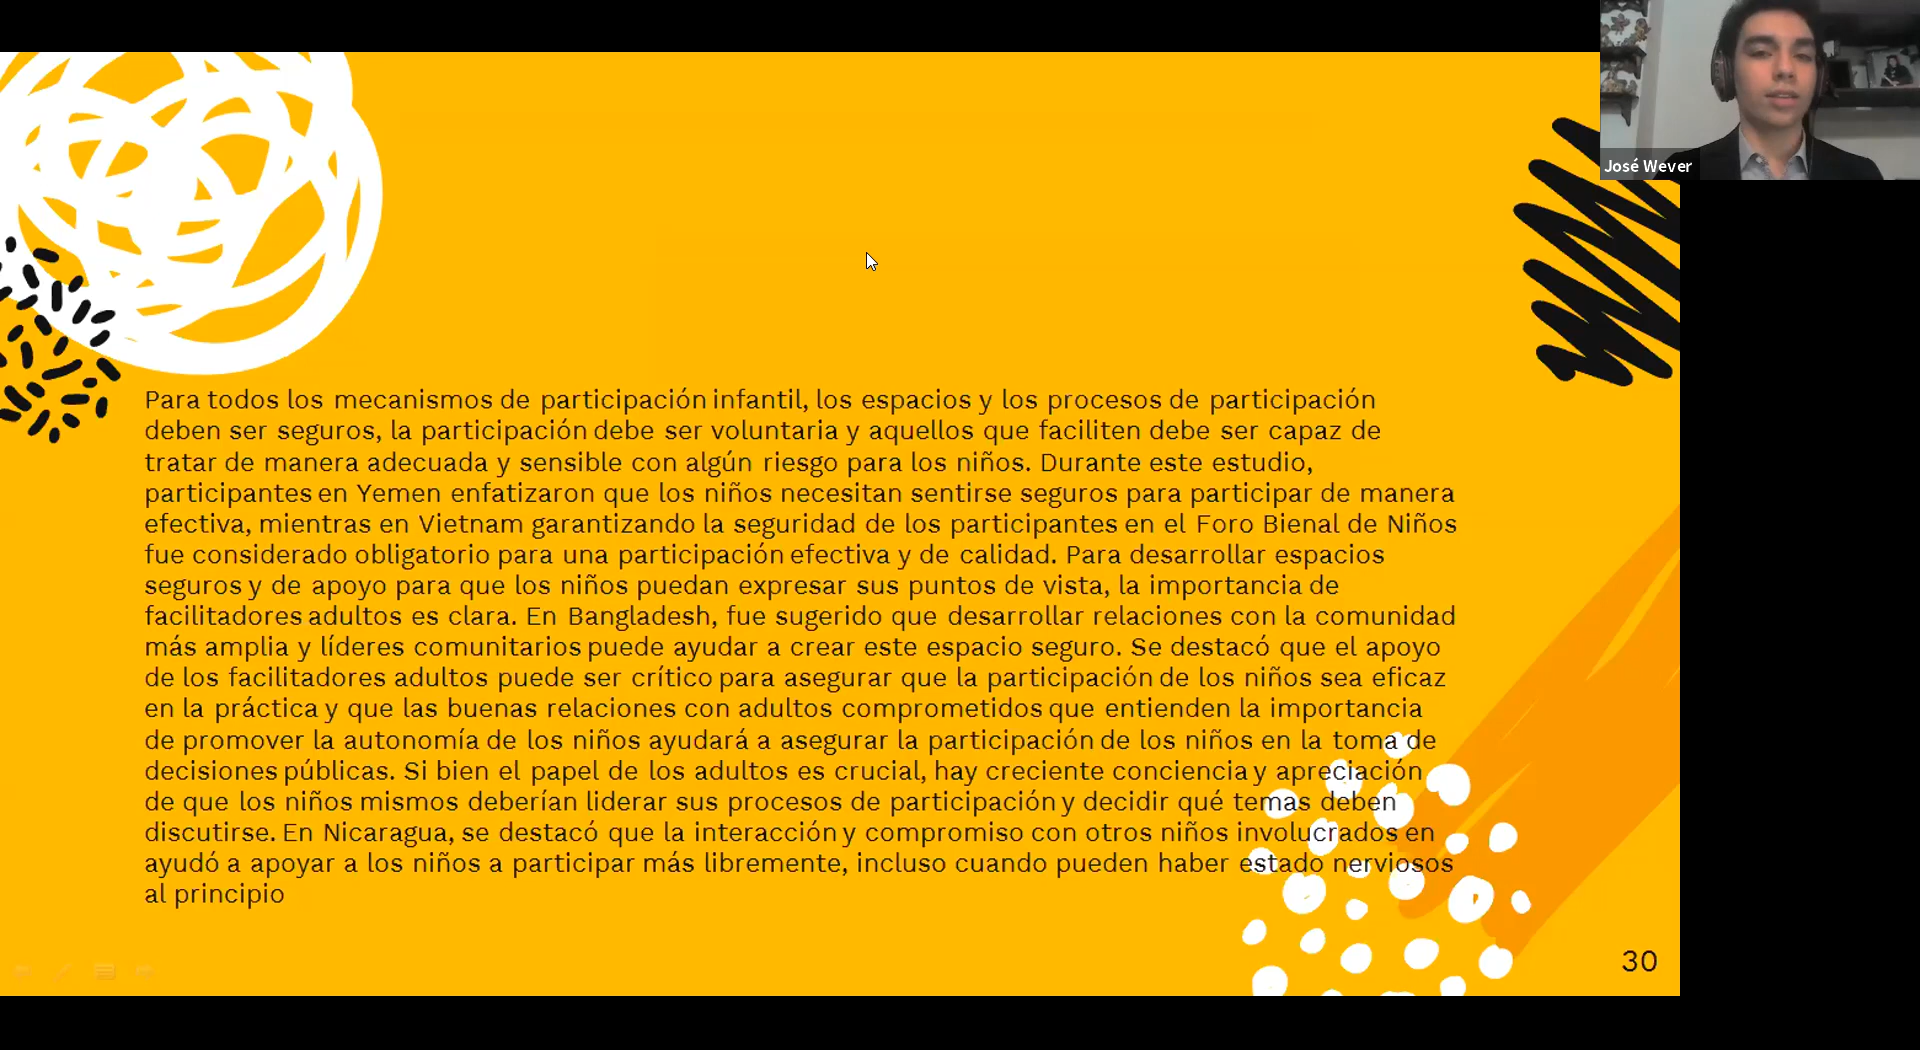 José Wever
Para todos los mecanismos de participación infantil, los espacios y los procesos de participación
deben ser seguros, la participación debe ser voluntaria y aquellos que faciliten debe ser capaz de
tratar de manera adecuada y sensible con algún riesgo para los niños. Durante este estudio,
participantes en Yemen enfatizaron que los niños necesitan sentirse seguros para participar de manera
efectiva, mientras en Vietnam garantizando la seguridad de los participantes en el Foro Bienal de Niños
fue considerado obligatorio para una participación efectiva y de calidad. Para desarrollar espacios
seguros y de apoyo para que los niños puedan expresar sus puntos de vista, la importancia de
facilitadores adultos es clara. En Bangladesh, fue sugerido que desarrollar relaciones con la comunidad
más amplia y líderes comunitarios puede ayudar a crear este espacio seguro. Se destacó que el apoyo
de los facilitadores adultos puede ser crítico para asegurar que la participación de los niños sea eficaz
en la práctica y que las buenas relaciones con adultos comprometidos que entienden la importancia
de promover la autonomía de los niños ayudará a asegurar la participación de los niños en la toma de
decisiones públicas. Si bien el papel de los adultos es crucial, hay creciente conciencia y apreciación
de que los niños mismos deberían liderar sus procesos de participación y decidir qué temas deben
discutirse. En Nicaragua, se destacó que la interacción y compromiso con otros niños involucrados en
ayudó a apoyar a los niños a participar más libremente, incluso cuando pueden haber estado nerviosos
al principio
30